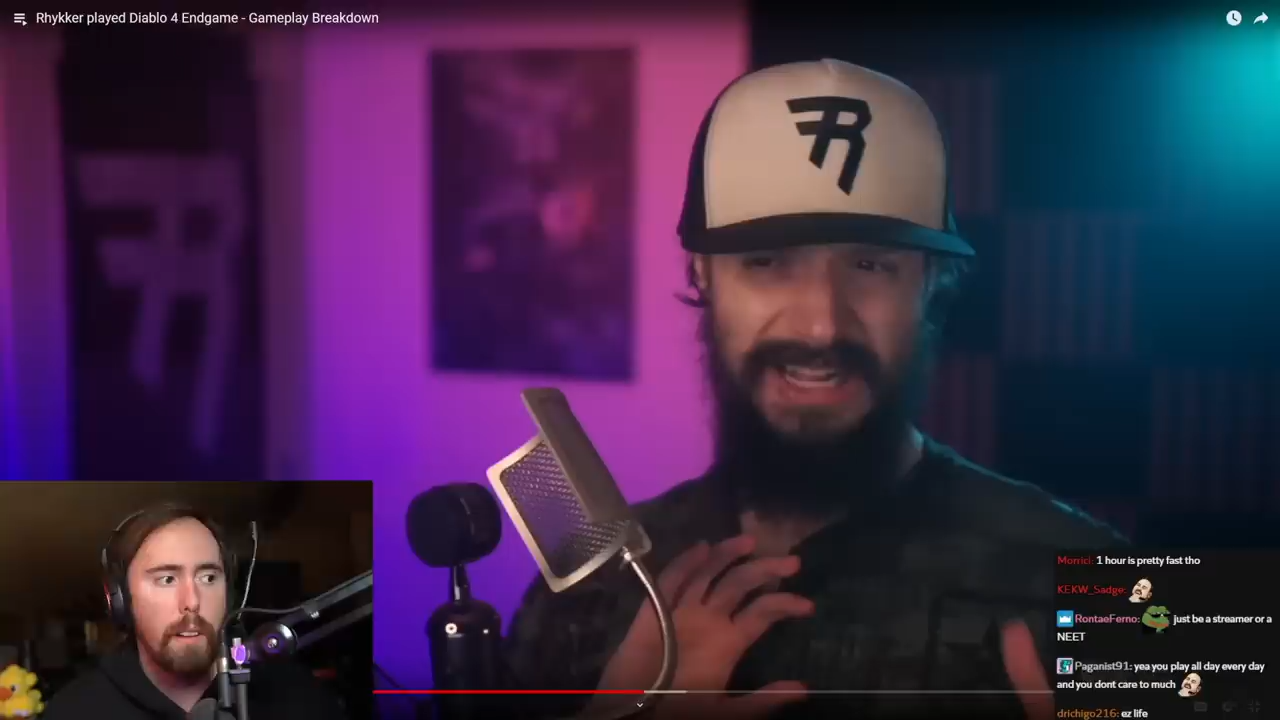 Rhykker played Diablo 4 Endgame - Gameplay Breakdown
R
Morrici: 1 hour is pretty fast tho
KEKW_Sadge:
RontaeFerno: just be a streamer or a
NEET
Paganist91: yea you play all day every day
and you dont care to much
drichigo216: ez life